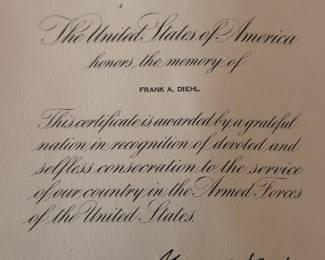 The United States of America
honors the memory of
FRANK A. DIEHL
This certificate is awarded by a grateful
nation in recognition of devoted and
selfless consecration to the service
of our country in the Armed Forces
of the United States.